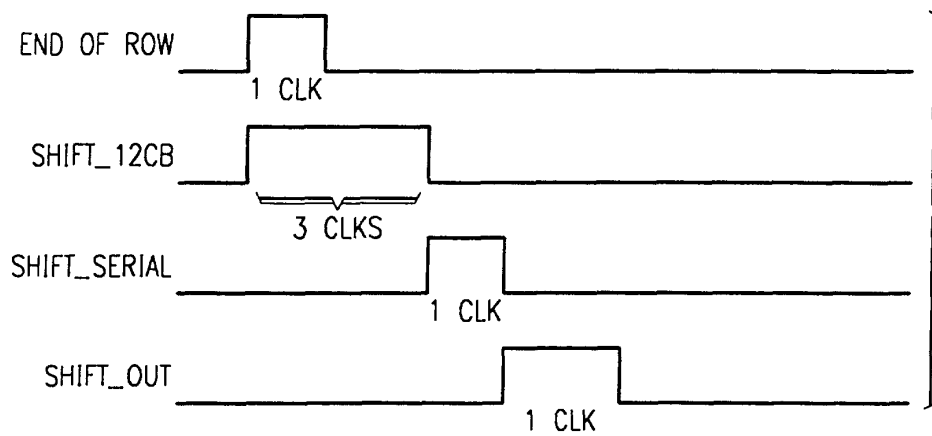 END OF ROW
1 CLK
SHIFT_12CB
3 CLKS
SHIFT_SERIAL
1 CLK
SHIFT_OUT
1 CLK